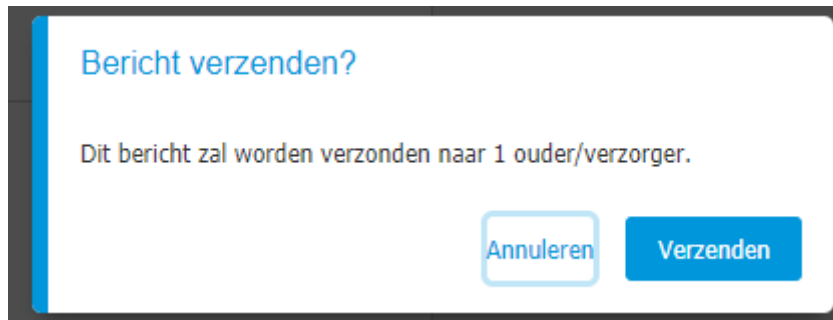 Bericht verzenden?
Dit bericht zal worden verzonden naar 1 ouder/verzorger.
Annuleren
Verzenden